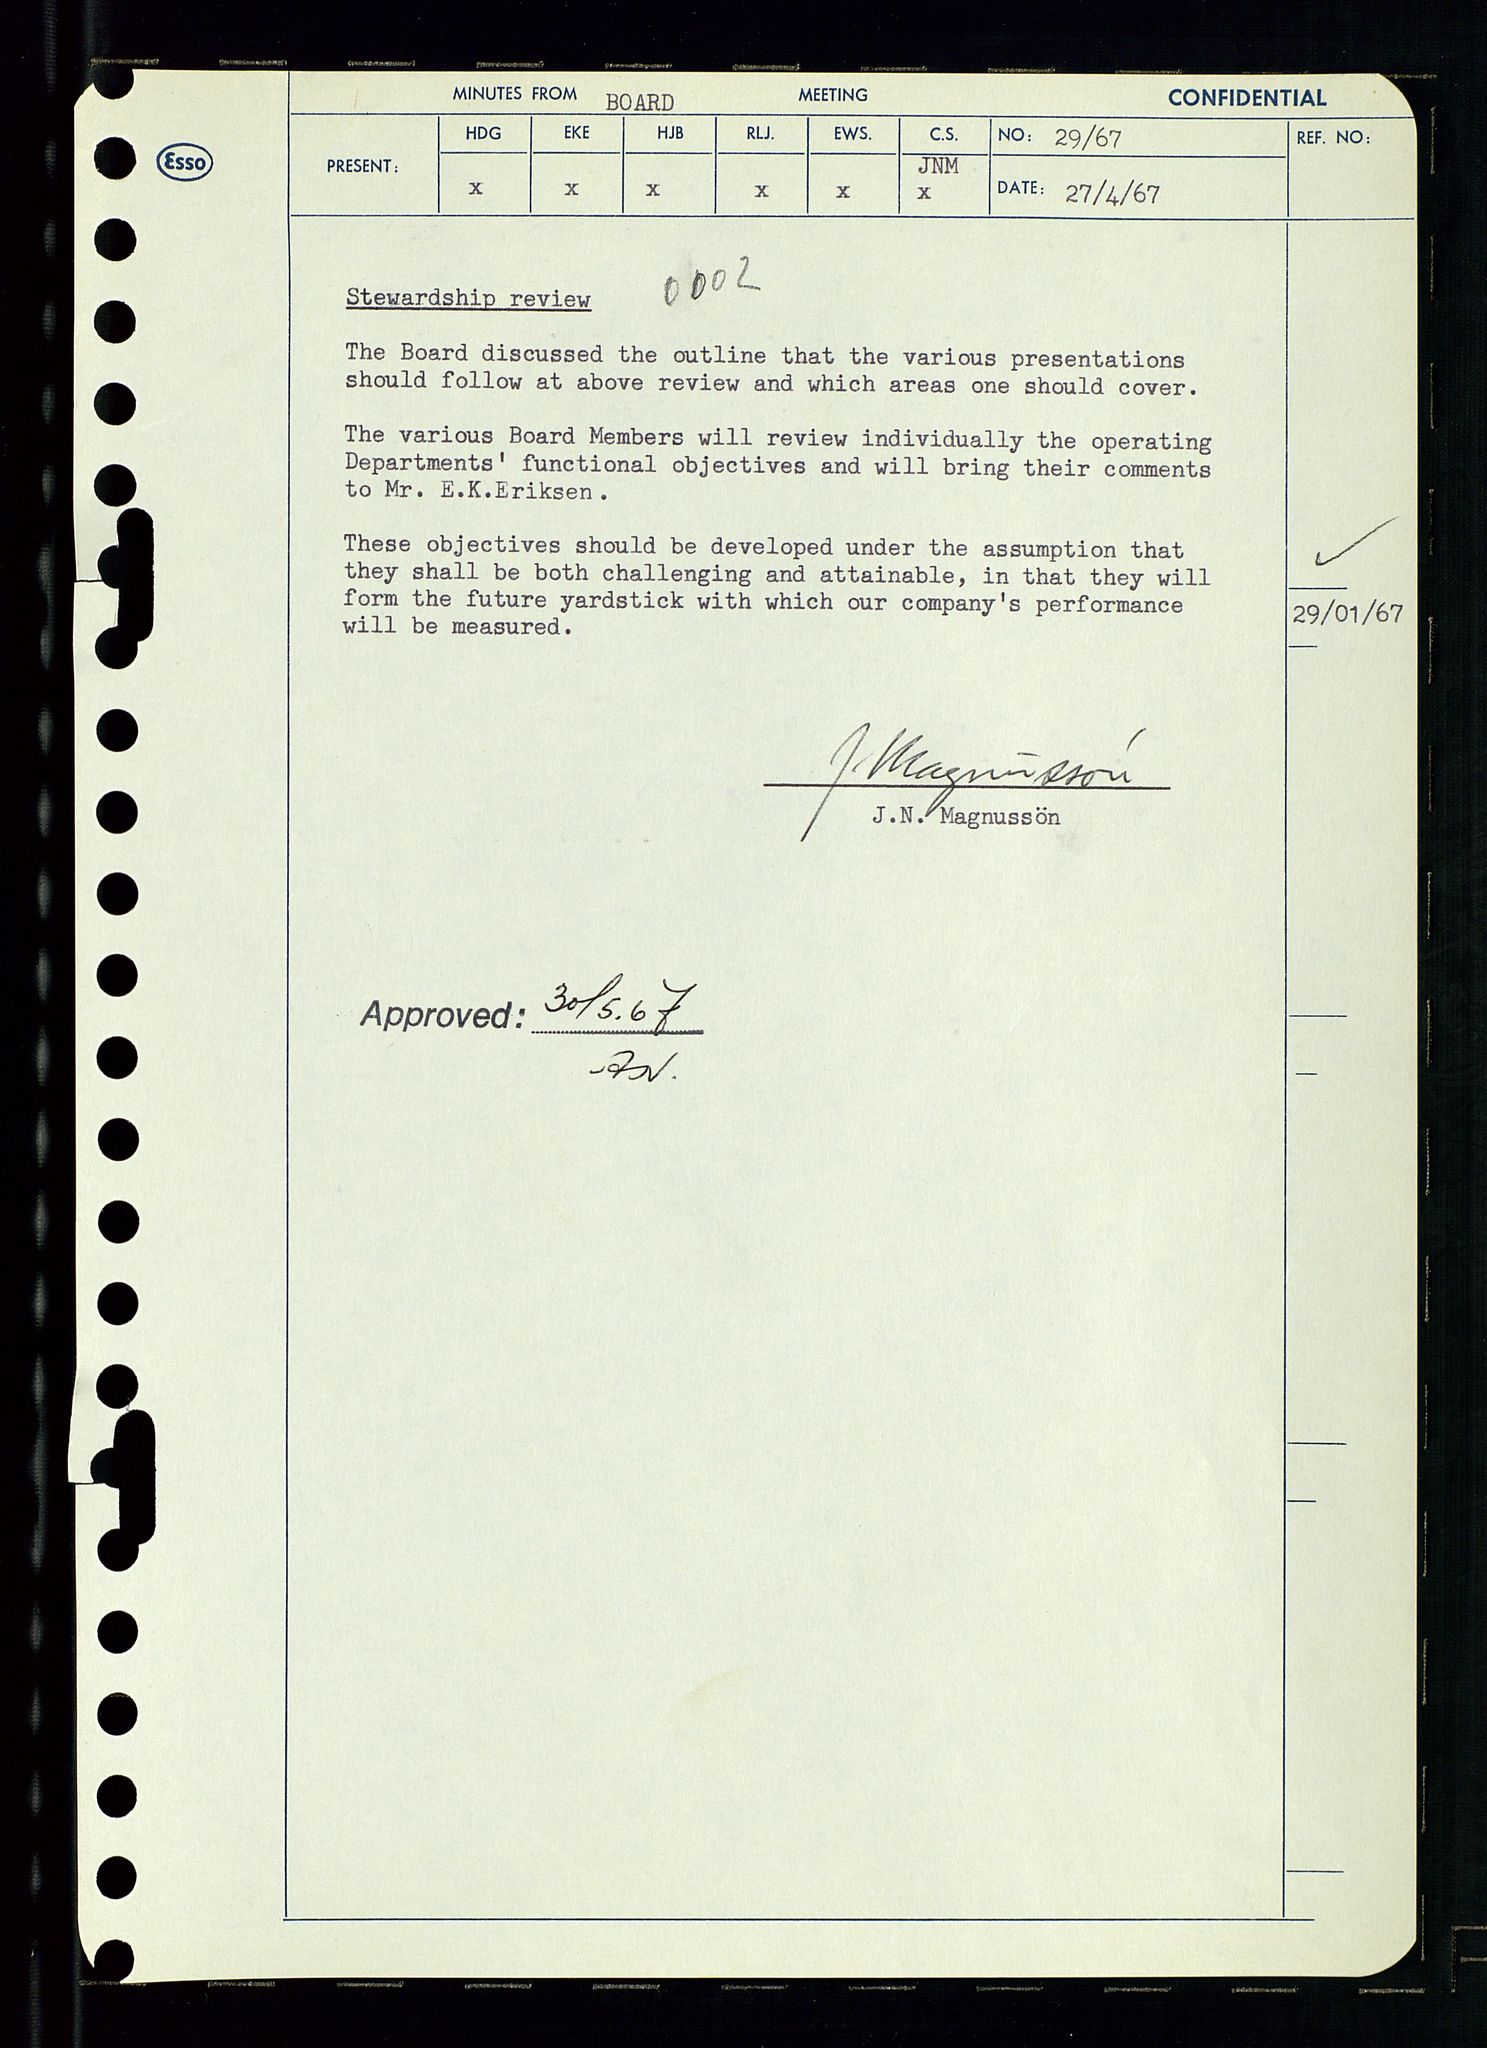 MINUTES FROM BOARD MEETING CONFIDENTIAL
Esso
PRESENT: HDG EKE HJB RLJ. EWS. C.S. NO: 29/67 REF. NO:
JNM
x x x x x x DATE: 27/4/67
Stewardship review 0002
The Board discussed the outline that the various presentations
should follow at above review and which areas one should cover.
The various Board Members will review individually the operating
Departments' functional objectives and will bring their comments
to Mr. E.K.Eriksen.
These objectives should be developed under the assumption that
they shall be both challenging and attainable, in that they will
form the future yardstick with which our company's performance
will be measured.
✓
29/01/67
J. Magnussón
J.N. Magnussön
Approved: 30/5.67